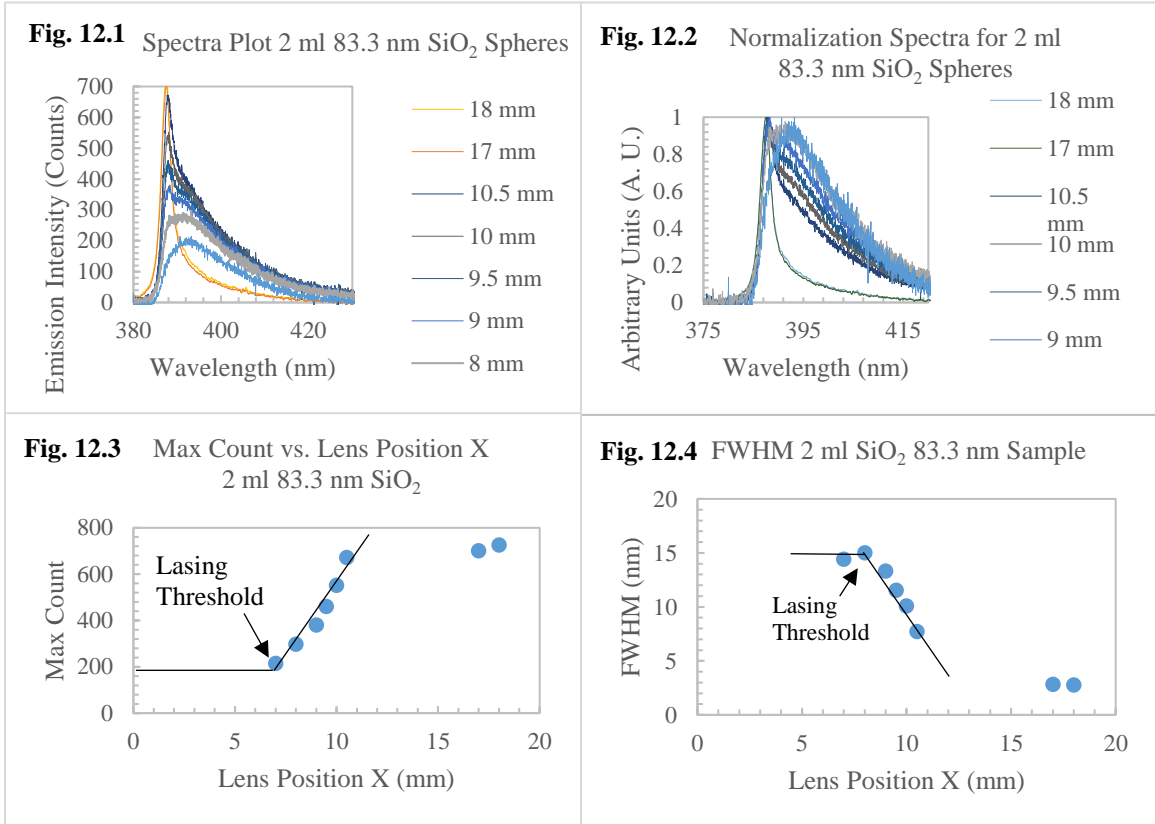 Fig. 12.1
Spectra Plot 2 ml 83.3 nm SiO₂ Spheres
Emission Intensity (Counts)
700
600
500
400
300
200
100
0
380
400
420
Wavelength (nm)
18 mm
17 mm
10.5 mm
10 mm
9.5 mm
9 mm
8 mm
Fig. 12.2
Normalization Spectra for 2 ml
83.3 nm SiO₂ Spheres
Arbitrary Units (A. U.)
1
0.8
0.6
0.4
0.2
0
375
395
415
Wavelength (nm)
18 mm
17 mm
10.5
mm
10 mm
9.5 mm
9 mm
Fig. 12.3
Max Count vs. Lens Position X
2 ml 83.3 nm SiO₂
Max Count
800
600
400
200
0
Lasing
Threshold
0
5
10
15
20
Lens Position X (mm)
Fig. 12.4
FWHM 2 ml SiO₂ 83.3 nm Sample
FWHM (nm)
20
15
10
5
0
Lasing
Threshold
0
5
10
15
20
Lens Position X (mm)